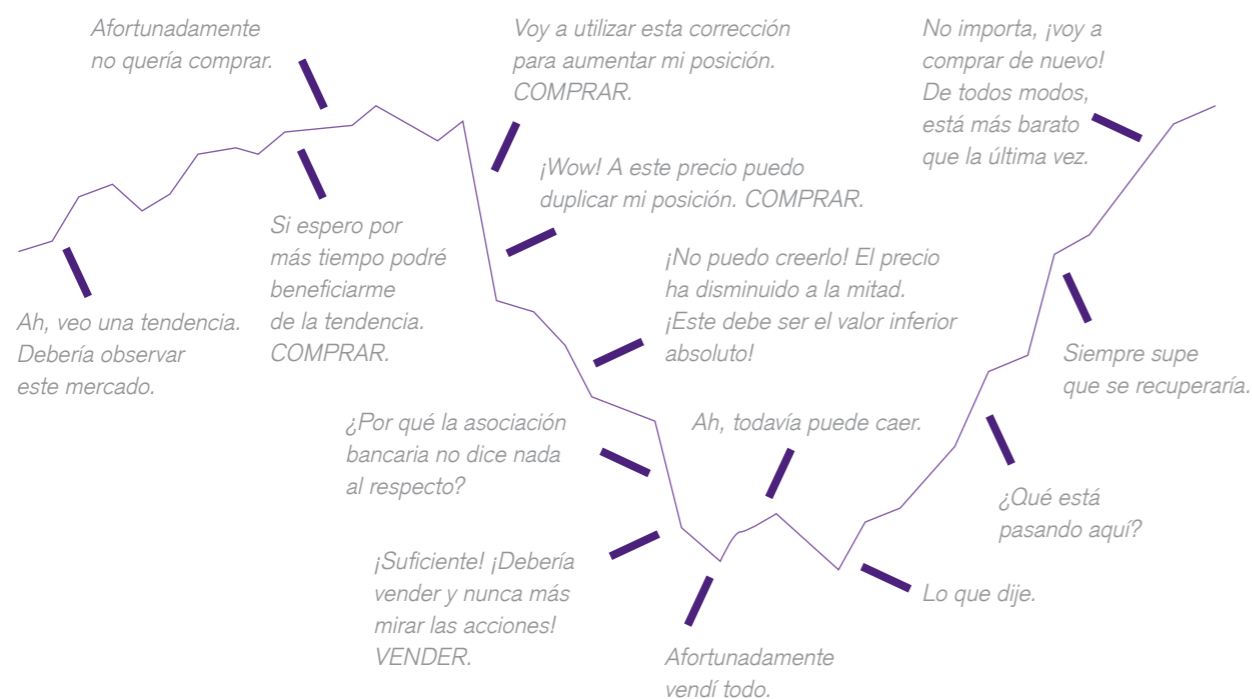 Afortunadamente
no quería comprar.
Voy a utilizar esta corrección
para aumentar mi posición.
COMPRAR.
No importa, ¡voy a
comprar de nuevo!
De todos modos,
está más barato
que la última vez.
¡Wow! A este precio puedo
duplicar mi posición. COMPRAR.
Si espero por
más tiempo podré
beneficiarme
de la tendencia.
COMPRAR.
¡No puedo creerlo! El precio
ha disminuido a la mitad.
¡Este debe ser el valor inferior
absoluto!
Ah, veo una tendencia.
Debería observar
este mercado.
Siempre supe
que se recuperaría.
¿Por qué la asociación
bancaria no dice nada
al respecto?
Ah, todavía puede caer.
¿Qué está
pasando aquí?
¡Suficiente! ¡Debería
vender y nunca más
mirar las acciones!
VENDER.
Lo que dije.
Afortunadamente
vendí todo.